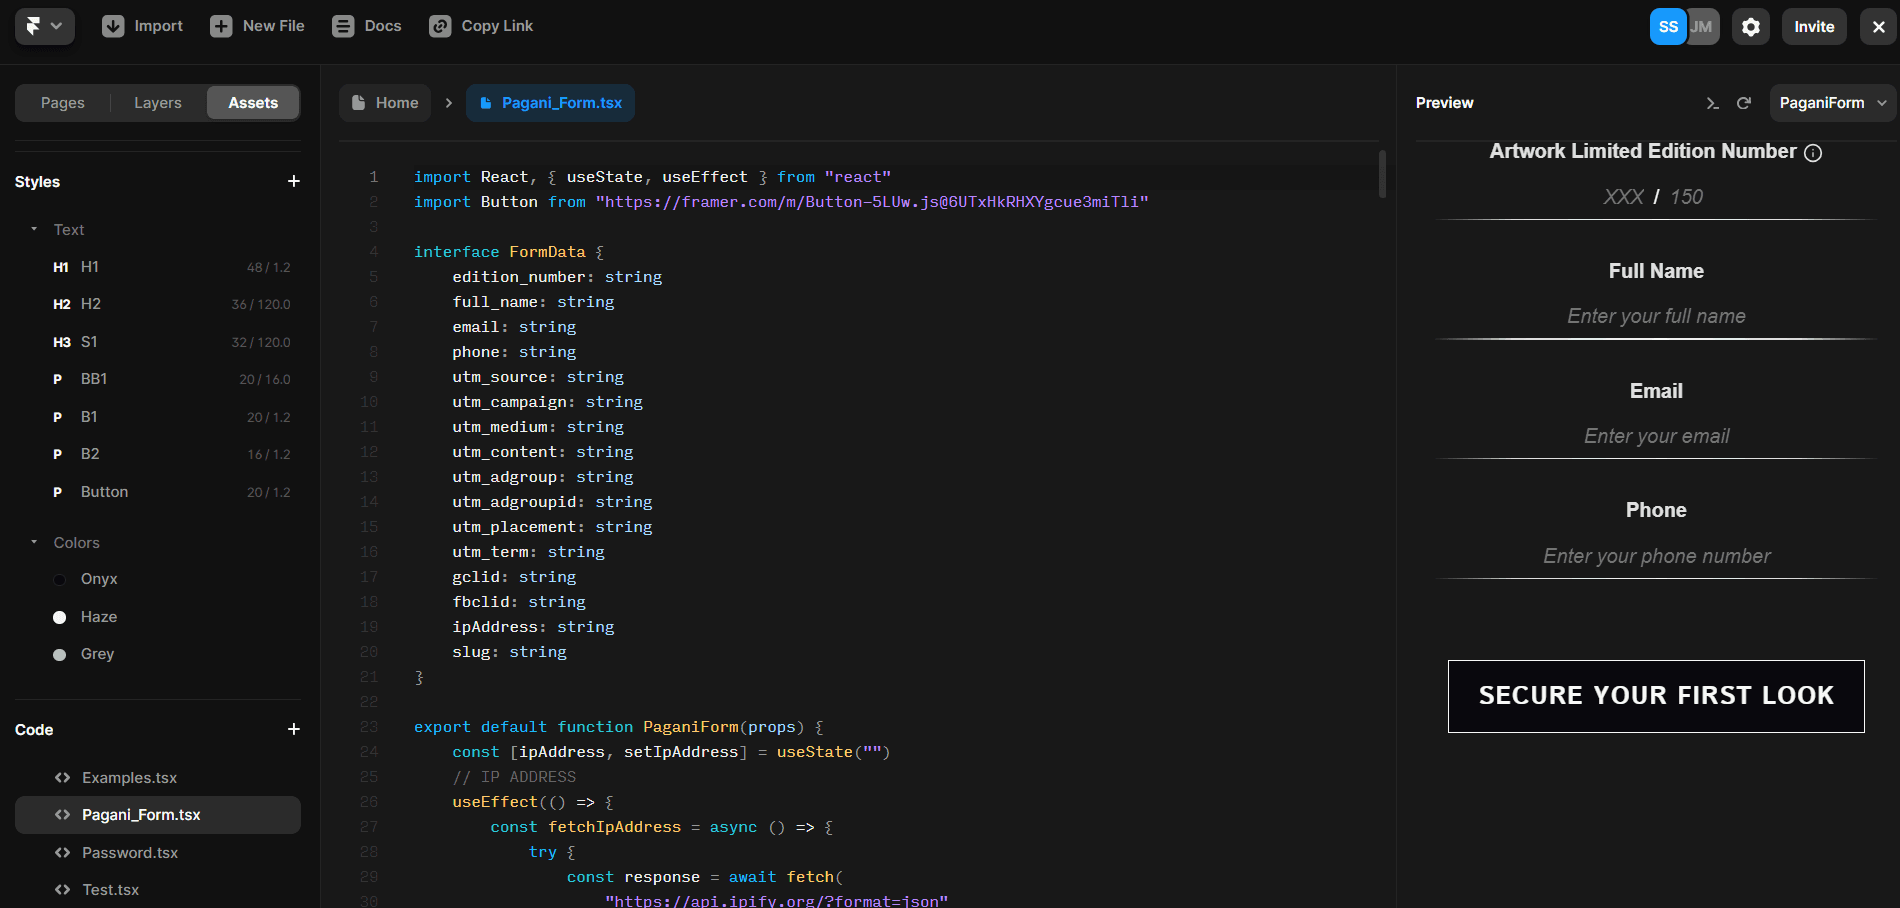 Import
New File
Docs
Copy Link
SS
JM
Invite
Pages
Layers
Assets
Home
Pagani_Form.tsx
Preview
PaganiForm
Styles
Text
H1 H1 48 / 1.2
H2 H2 36 / 120.0
H3 S1 32 / 120.0
P BB1 20 / 16.0
P B1 20 / 1.2
P B2 16 / 1.2
P Button 20 / 1.2
Colors
Onyx
Haze
Grey
Code
Examples.tsx
Pagani_Form.tsx
Password.tsx
Test.tsx
1 import React, { useState, useEffect } from "react"
2 import Button from "https://framer.com/m/Button-5LUw.js@6UTxHkRHXYgcue3miTli"
3
4 interface FormData {
5 edition_number: string
6 full_name: string
7 email: string
8 phone: string
9 utm_source: string
10 utm_campaign: string
11 utm_medium: string
12 utm_content: string
13 utm_adgroup: string
14 utm_adgroupid: string
15 utm_placement: string
16 utm_term: string
17 gclid: string
18 fbclid: string
19 ipAddress: string
20 slug: string
21 }
22
23 export default function PaganiForm(props) {
24 const [ipAddress, setIpAddress] = useState("")
25 // IP ADDRESS
26 useEffect(() => {
27 const fetchIpAddress = async () => {
28 try {
29 const response = await fetch(
30 "https://api.ipify.org/?format=json"
Artwork Limited Edition Number
XXX / 150
Full Name
Enter your full name
Email
Enter your email
Phone
Enter your phone number
SECURE YOUR FIRST LOOK